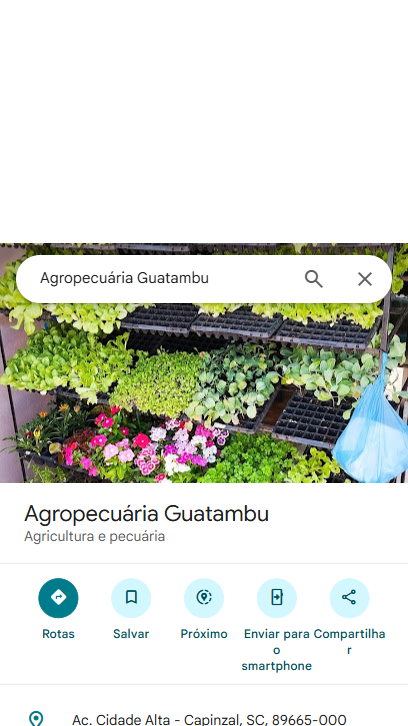 Agropecuária Guatambu
Agropecuária Guatambu
Agricultura e pecuária
Rotas
Salvar
Próximo
Enviar para o smartphone
Compartilhar
Ac. Cidade Alta - Capinzal, SC, 89665-000